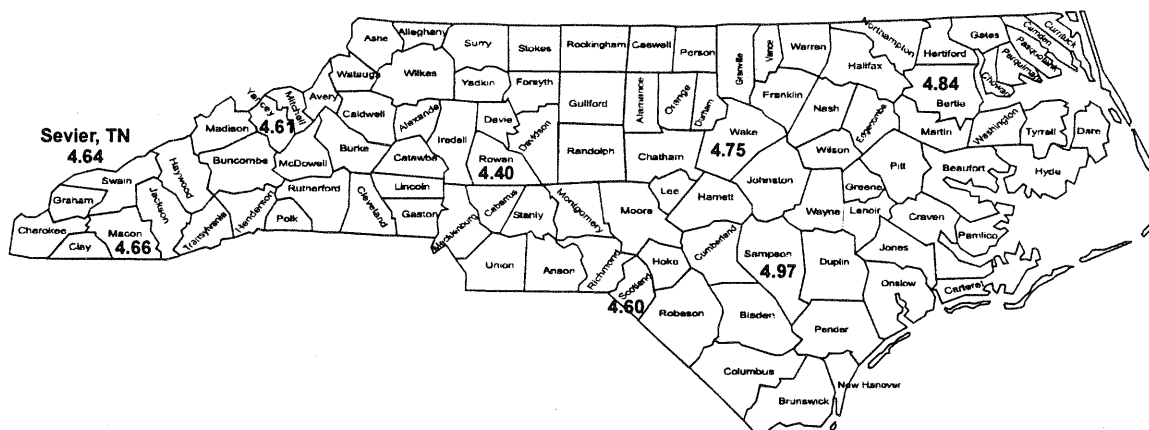 Ashe
Alleghany
Surry
Stokes
Rockingham
Caswell
Person
Granville
Vance
Warren
Northampton
Halifax
Hertford
Gates
Camden
Currituck
Pasquotank
Perquimans
Chowan
4.84
Bertie
Watauga
Wilkes
Yadkin
Forsyth
Guilford
Alamance
Orange
Durham
Franklin
Nash
Edgecombe
Martin
Washington
Tyrrell
Dare
Yancey
Mitchell
Avery
4.61
Caldwell
Alexander
Iredell
Davie
Davidson
Randolph
Chatham
Wake
4.75
Wilson
Pitt
Beaufort
Hyde
Sevier, TN
4.64
Madison
Buncombe
McDowell
Burke
Catawba
Rowan
4.40
Lee
Harnett
Johnston
Greene
Wayne
Lenoir
Craven
Pamlico
Swain
Haywood
Graham
Jackson
Cherokee
Clay
Macon
4.66
Transylvania
Henderson
Rutherford
Polk
Cleveland
Lincoln
Gaston
Mecklenburg
Cabarrus
Stanly
Montgomery
Moore
Cumberland
Sampson
4.97
Duplin
Jones
Onslow
Carteret
Union
Anson
Richmond
Scotland
4.60
Hoke
Robeson
Bladen
Pender
Columbus
Brunswick
New Hanover